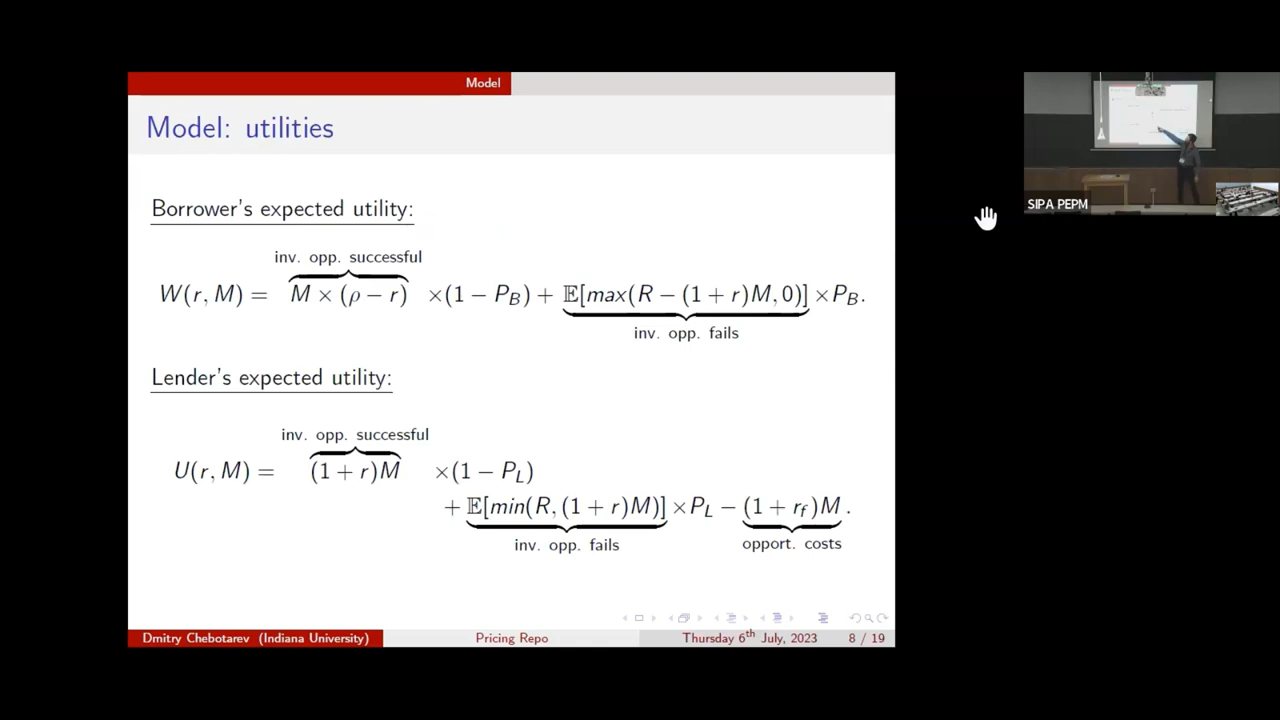 Model
Model: utilities
Borrower's expected utility:
inv. opp. successful
W(r, M) = M × (ρ − r) ×(1 − P_B) + 𝔼[max(R − (1 + r)M, 0)] ×P_B.
inv. opp. fails
Lender's expected utility:
inv. opp. successful
U(r, M) = (1 + r)M ×(1 − P_L)
+ 𝔼[min(R, (1 + r)M)] ×P_L − (1 + r_f)M .
inv. opp. fails opport. costs
Dmitry Chebotarev (Indiana University) Pricing Repo Thursday 6th July, 2023 8 / 19
SIPA PEPM